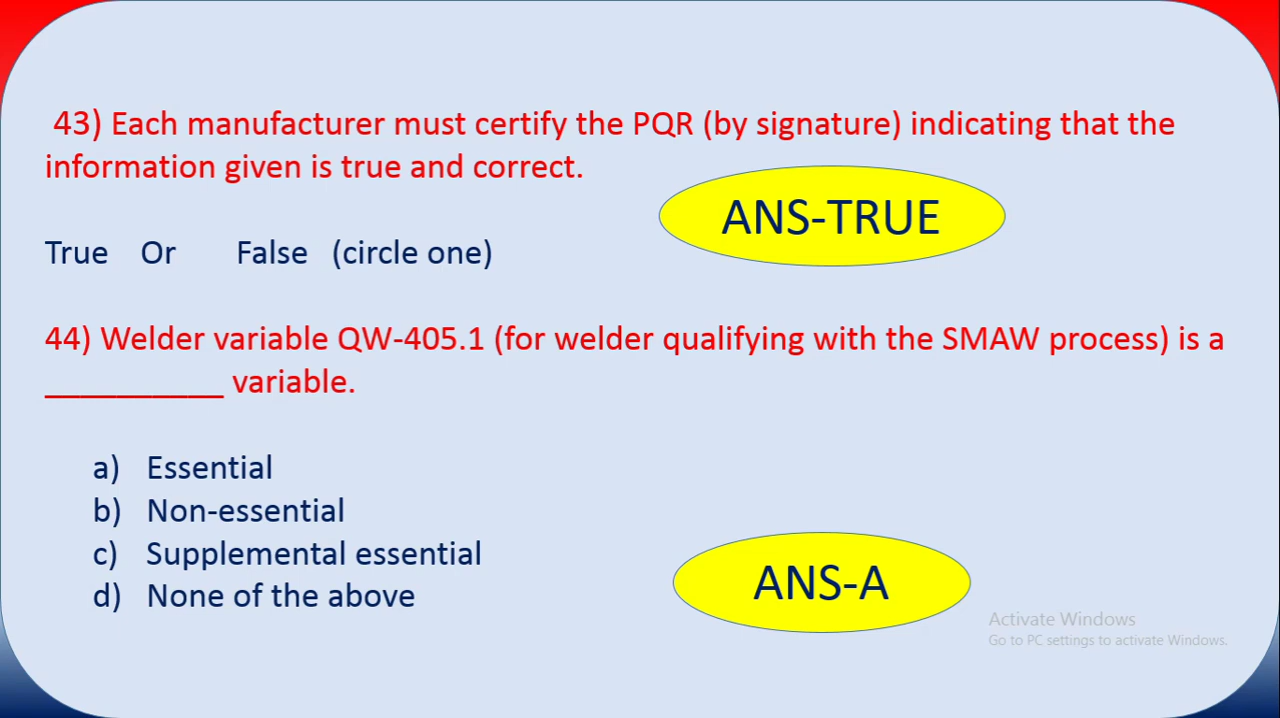 43) Each manufacturer must certify the PQR (by signature) indicating that the
information given is true and correct.
ANS-TRUE
True Or False (circle one)
44) Welder variable QW-405.1 (for welder qualifying with the SMAW process) is a
__________ variable.
a) Essential
b) Non-essential
c) Supplemental essential
d) None of the above
ANS-A
Activate Windows
Go to PC settings to activate Windows.